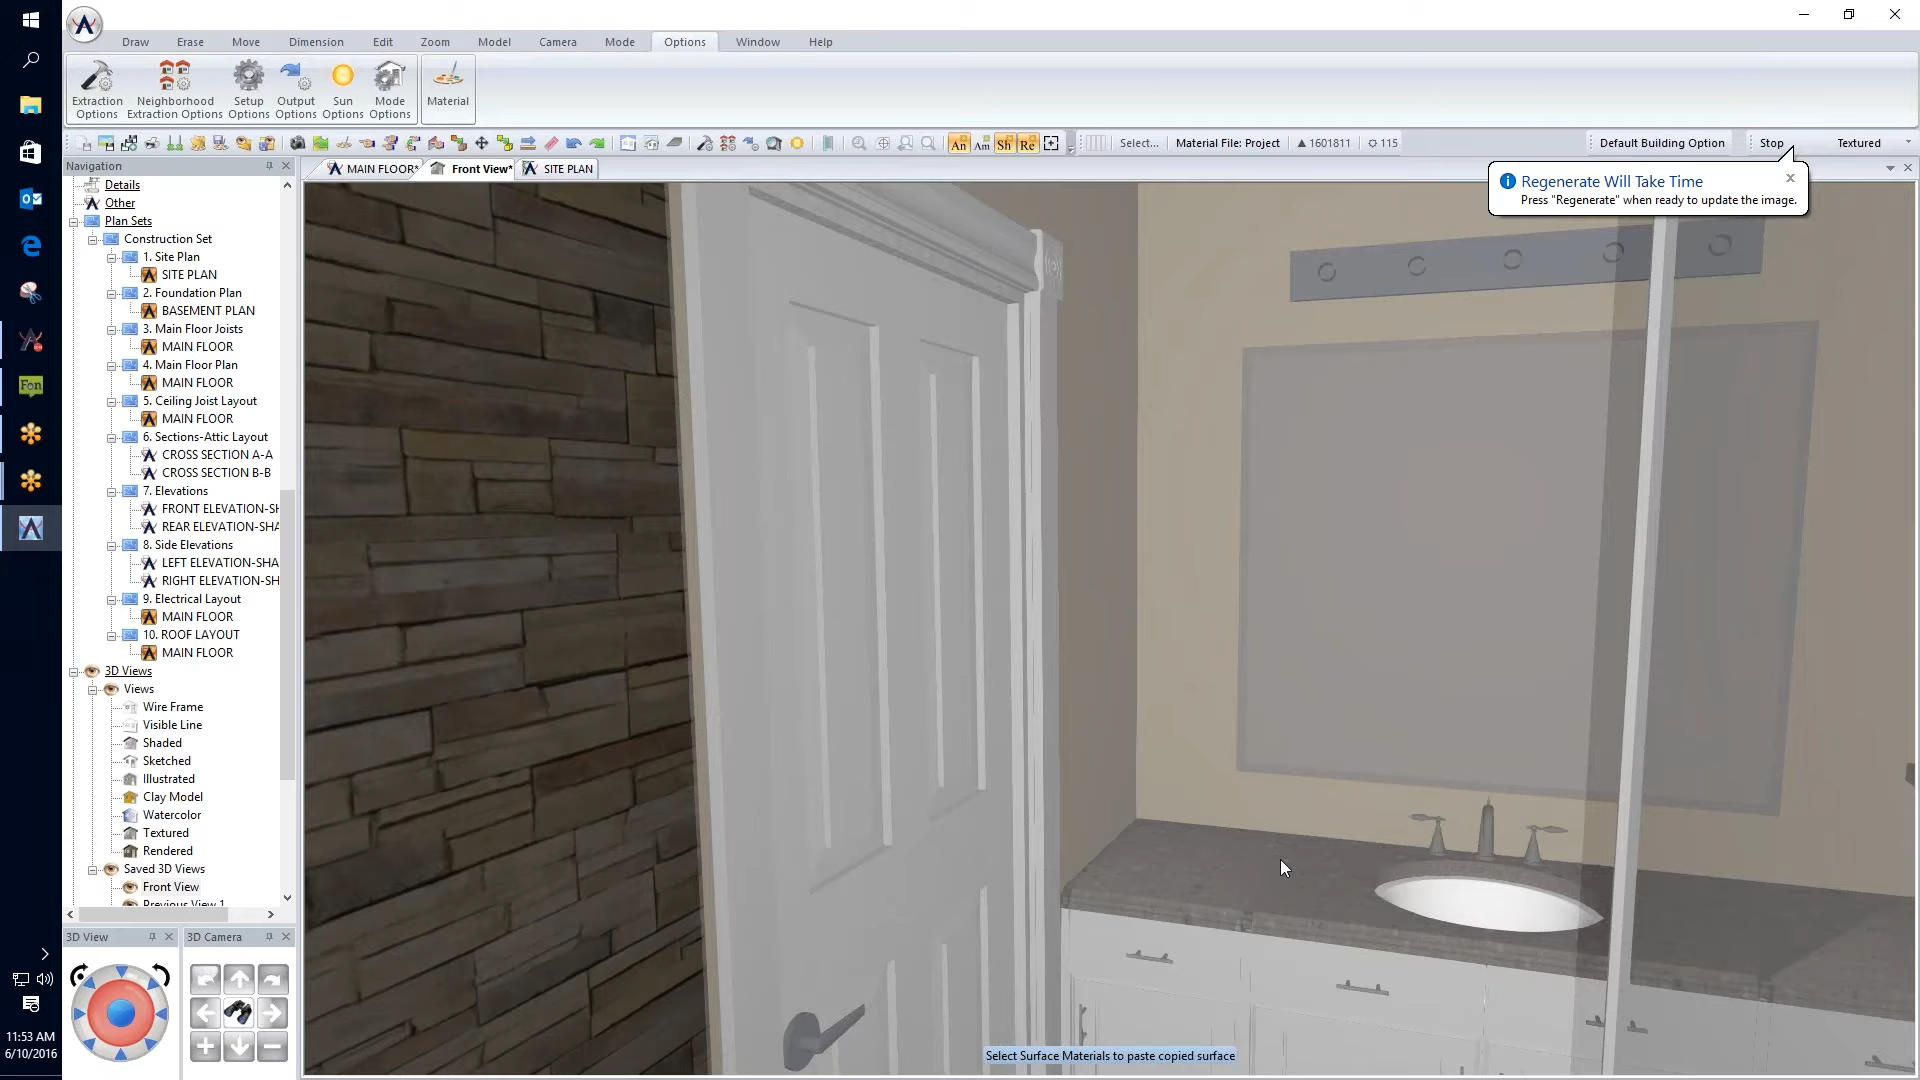 Draw Erase Move Dimension Edit Zoom Model Camera Mode Options Window Help
Extraction Options
Neighborhood Extraction Options
Setup Options
Output Options
Sun Options
Mode Options
Material
An Am Sh Re
Select... Material File: Project 1601811 115
Default Building Option Stop Textured
Navigation
MAIN FLOOR* Front View* SITE PLAN
Regenerate Will Take Time
Press "Regenerate" when ready to update the image.
Details
Other
Plan Sets
Construction Set
1. Site Plan
SITE PLAN
2. Foundation Plan
BASEMENT PLAN
3. Main Floor Joists
MAIN FLOOR
4. Main Floor Plan
MAIN FLOOR
5. Ceiling Joist Layout
MAIN FLOOR
6. Sections-Attic Layout
CROSS SECTION A-A
CROSS SECTION B-B
7. Elevations
FRONT ELEVATION-SH
REAR ELEVATION-SHA
8. Side Elevations
LEFT ELEVATION-SHA
RIGHT ELEVATION-SH
9. Electrical Layout
MAIN FLOOR
10. ROOF LAYOUT
MAIN FLOOR
3D Views
Views
Wire Frame
Visible Line
Shaded
Sketched
Illustrated
Clay Model
Watercolor
Textured
Rendered
Saved 3D Views
Front View
Previous View 1
3D View
3D Camera
Fon
11:53 AM
6/10/2016
Select Surface Materials to paste copied surface